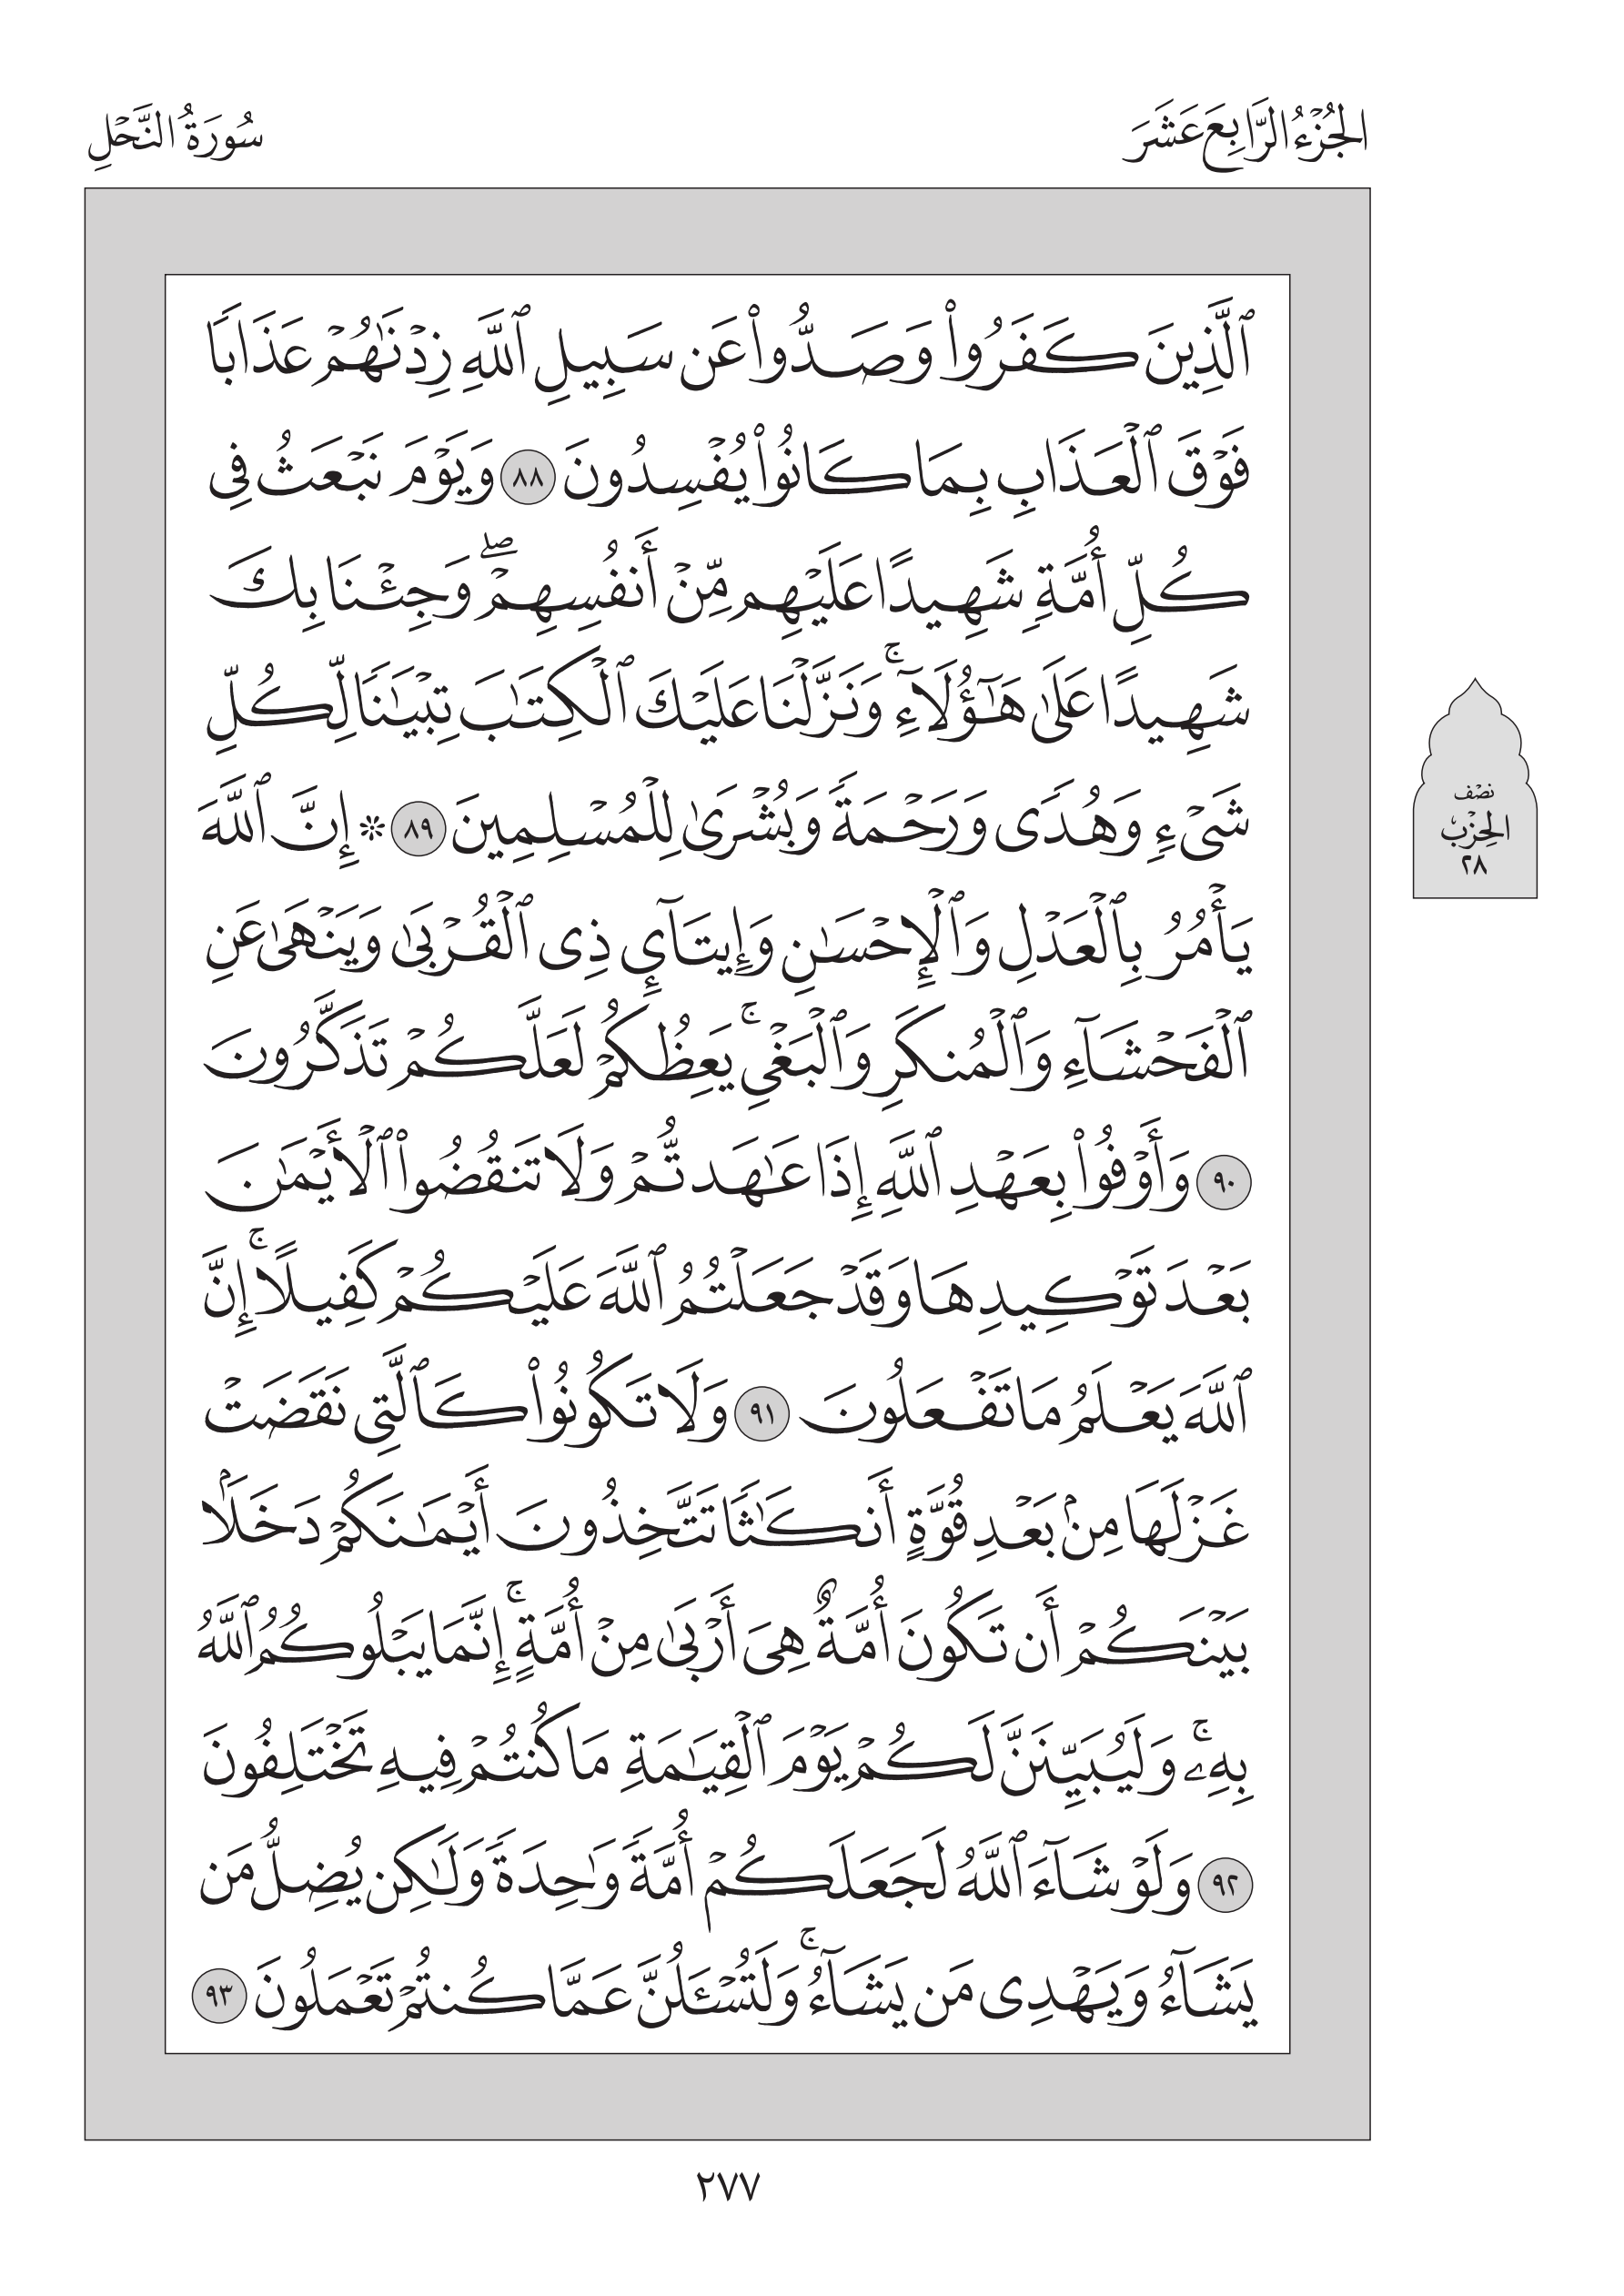 الجُزْءُ الرَّابِعَ عَشَرَ
سُورَةُ النَّحْلِ
ٱلَّذِينَ كَفَرُوا۟ وَصَدُّوا۟ عَن سَبِيلِ ٱللَّهِ زِدْنَٰهُمْ عَذَابًا
فَوْقَ ٱلْعَذَابِ بِمَا كَانُوا۟ يُفْسِدُونَ ٨٨ وَيَوْمَ نَبْعَثُ فِى
كُلِّ أُمَّةٍ شَهِيدًا عَلَيْهِم مِّنْ أَنفُسِهِمْ ۖ وَجِئْنَا بِكَ
شَهِيدًا عَلَىٰ هَٰٓؤُلَآءِ ۚ وَنَزَّلْنَا عَلَيْكَ ٱلْكِتَٰبَ تِبْيَٰنًا لِّكُلِّ
شَىْءٍ وَهُدًى وَرَحْمَةً وَبُشْرَىٰ لِلْمُسْلِمِينَ ٨٩ ۞ إِنَّ ٱللَّهَ
يَأْمُرُ بِٱلْعَدْلِ وَٱلْإِحْسَٰنِ وَإِيتَآئِ ذِى ٱلْقُرْبَىٰ وَيَنْهَىٰ عَنِ
ٱلْفَحْشَآءِ وَٱلْمُنكَرِ وَٱلْبَغْىِ ۚ يَعِظُكُمْ لَعَلَّكُمْ تَذَكَّرُونَ
٩٠ وَأَوْفُوا۟ بِعَهْدِ ٱللَّهِ إِذَا عَٰهَدتُّمْ وَلَا تَنقُضُوا۟ ٱلْأَيْمَٰنَ
بَعْدَ تَوْكِيدِهَا وَقَدْ جَعَلْتُمُ ٱللَّهَ عَلَيْكُمْ كَفِيلًا ۚ إِنَّ
ٱللَّهَ يَعْلَمُ مَا تَفْعَلُونَ ٩١ وَلَا تَكُونُوا۟ كَٱلَّتِى نَقَضَتْ
غَزْلَهَا مِنۢ بَعْدِ قُوَّةٍ أَنكَٰثًا تَتَّخِذُونَ أَيْمَٰنَكُمْ دَخَلًۢا
بَيْنَكُمْ أَن تَكُونَ أُمَّةٌ هِىَ أَرْبَىٰ مِنْ أُمَّةٍ ۚ إِنَّمَا يَبْلُوكُمُ ٱللَّهُ
بِهِۦ ۚ وَلَيُبَيِّنَنَّ لَكُمْ يَوْمَ ٱلْقِيَٰمَةِ مَا كُنتُمْ فِيهِ تَخْتَلِفُونَ
٩٢ وَلَوْ شَآءَ ٱللَّهُ لَجَعَلَكُمْ أُمَّةً وَٰحِدَةً وَلَٰكِن يُضِلُّ مَن
يَشَآءُ وَيَهْدِى مَن يَشَآءُ ۚ وَلَتُسْـَٔلُنَّ عَمَّا كُنتُمْ تَعْمَلُونَ ٩٣
نِصْف
الحِزْب
٢٨
٢٧٧